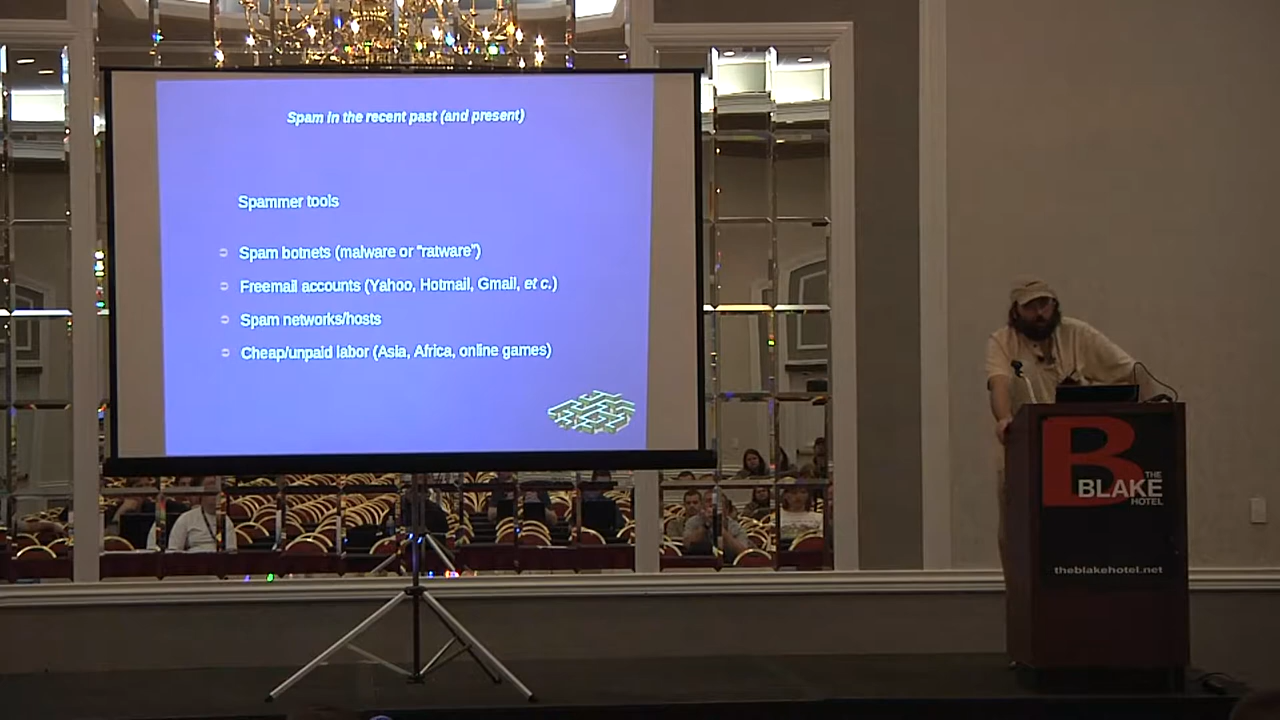 Spam in the recent past (and present)
Spammer tools
Spam botnets (malware or "ratware")
Freemail accounts (Yahoo, Hotmail, Gmail, et c.)
Spam networks/hosts
Cheap/unpaid labor (Asia, Africa, online games)
B
THE
BLAKE
HOTEL
theblakehotel.net